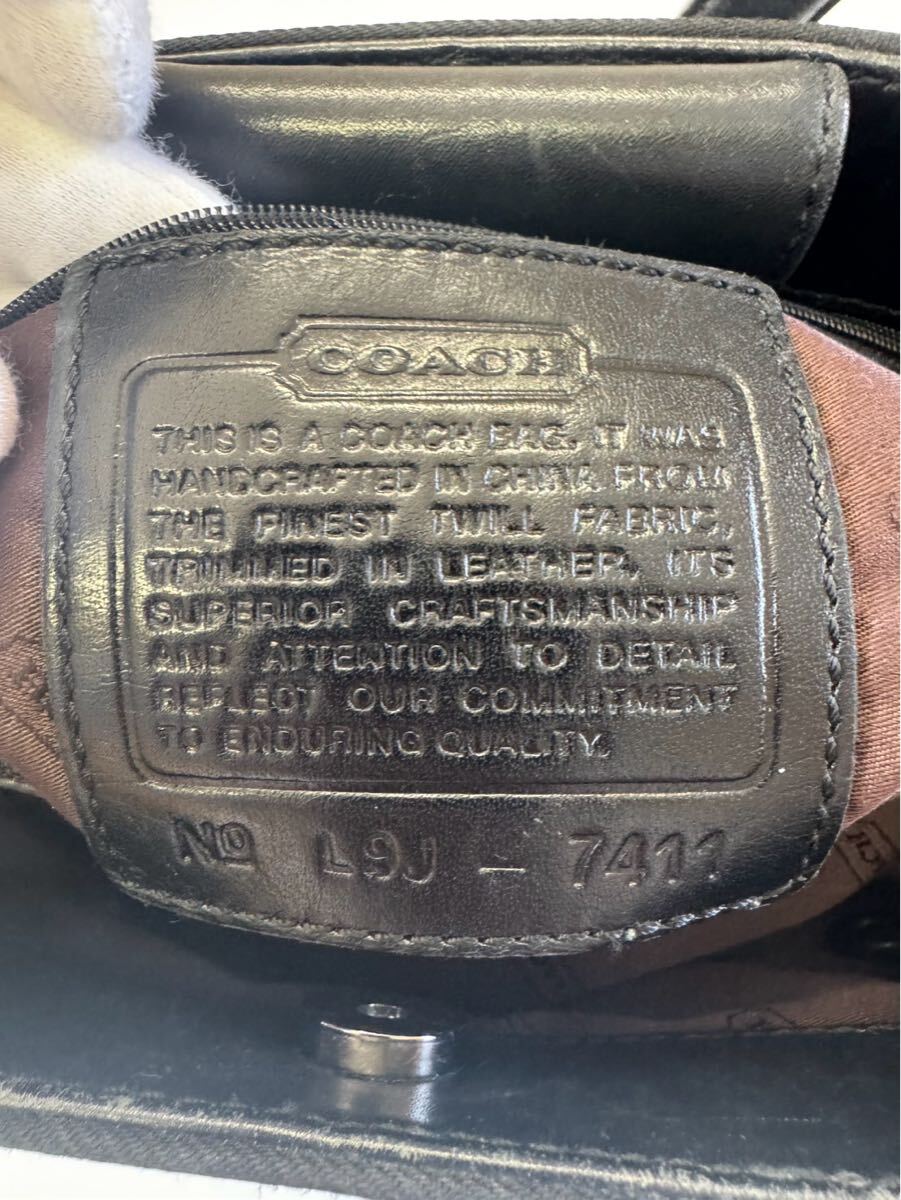 COACH
THIS IS A COACH BAG. IT WAS
HANDCRAFTED IN CHINA FROM
THE FINEST TWILL FABRIC,
TRIMMED IN LEATHER. ITS
SUPERIOR CRAFTSMANSHIP
AND ATTENTION TO DETAIL
REFLECT OUR COMMITMENT
TO ENDURING QUALITY.
No L9J - 7411